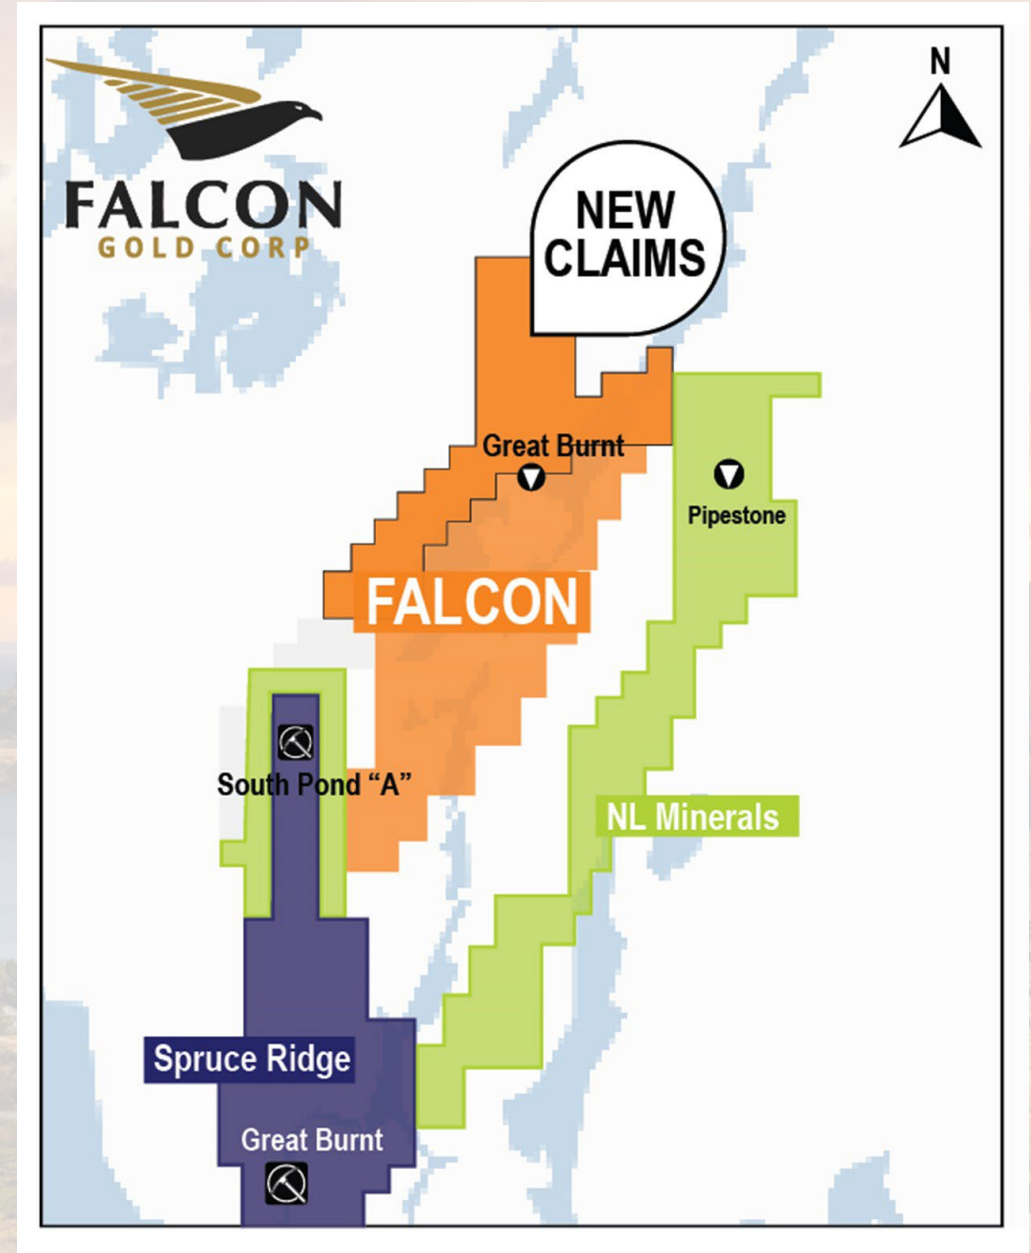 FALCON
GOLD CORP
N
NEW
CLAIMS
Great Burnt
Pipestone
FALCON
South Pond “A”
NL Minerals
Spruce Ridge
Great Burnt